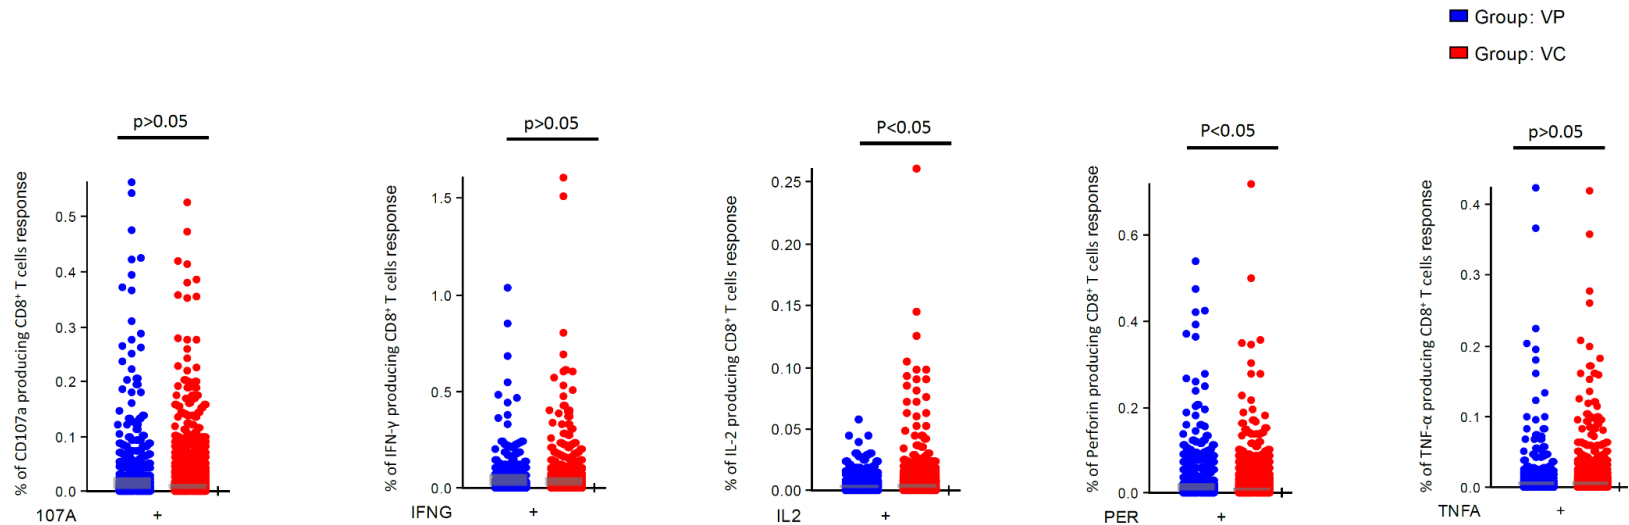 Group: VP
Group: VC
p>0.05
% of CD107a producing CD8⁺ T cells response
0.5
0.4
0.3
0.2
0.1
0.0
107A
+
p>0.05
% of IFN-γ producing CD8⁺ T cells response
1.5
1.0
0.5
0.0
IFNG
+
P<0.05
% of IL-2 producing CD8⁺ T cells response
0.25
0.20
0.15
0.10
0.05
0.00
IL2
+
P<0.05
% of Perforin producing CD8⁺ T cells response
0.6
0.4
0.2
0.0
PER
+
p>0.05
% of TNF-α producing CD8⁺ T cells response
0.4
0.3
0.2
0.1
0.0
TNFA
+